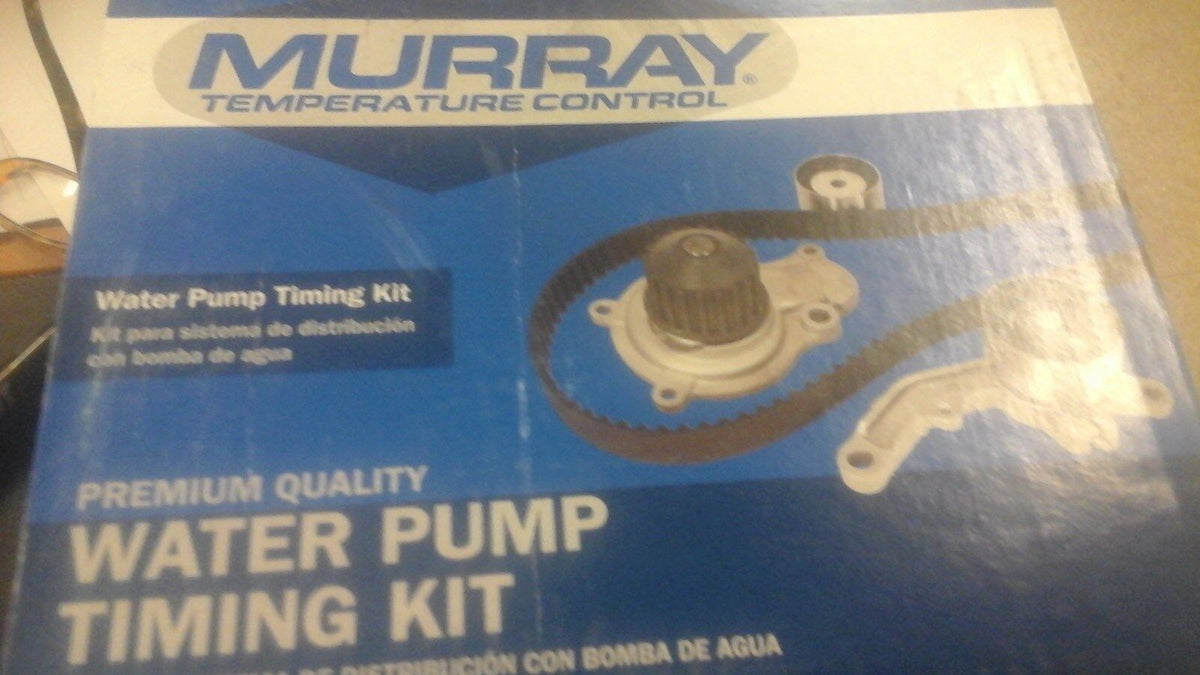 MURRAY®
TEMPERATURE CONTROL
Water Pump Timing Kit
Kit para sistema de distribución
con bomba de agua
PREMIUM QUALITY
WATER PUMP
TIMING KIT
DE DISTRIBUCIÓN CON BOMBA DE AGUA